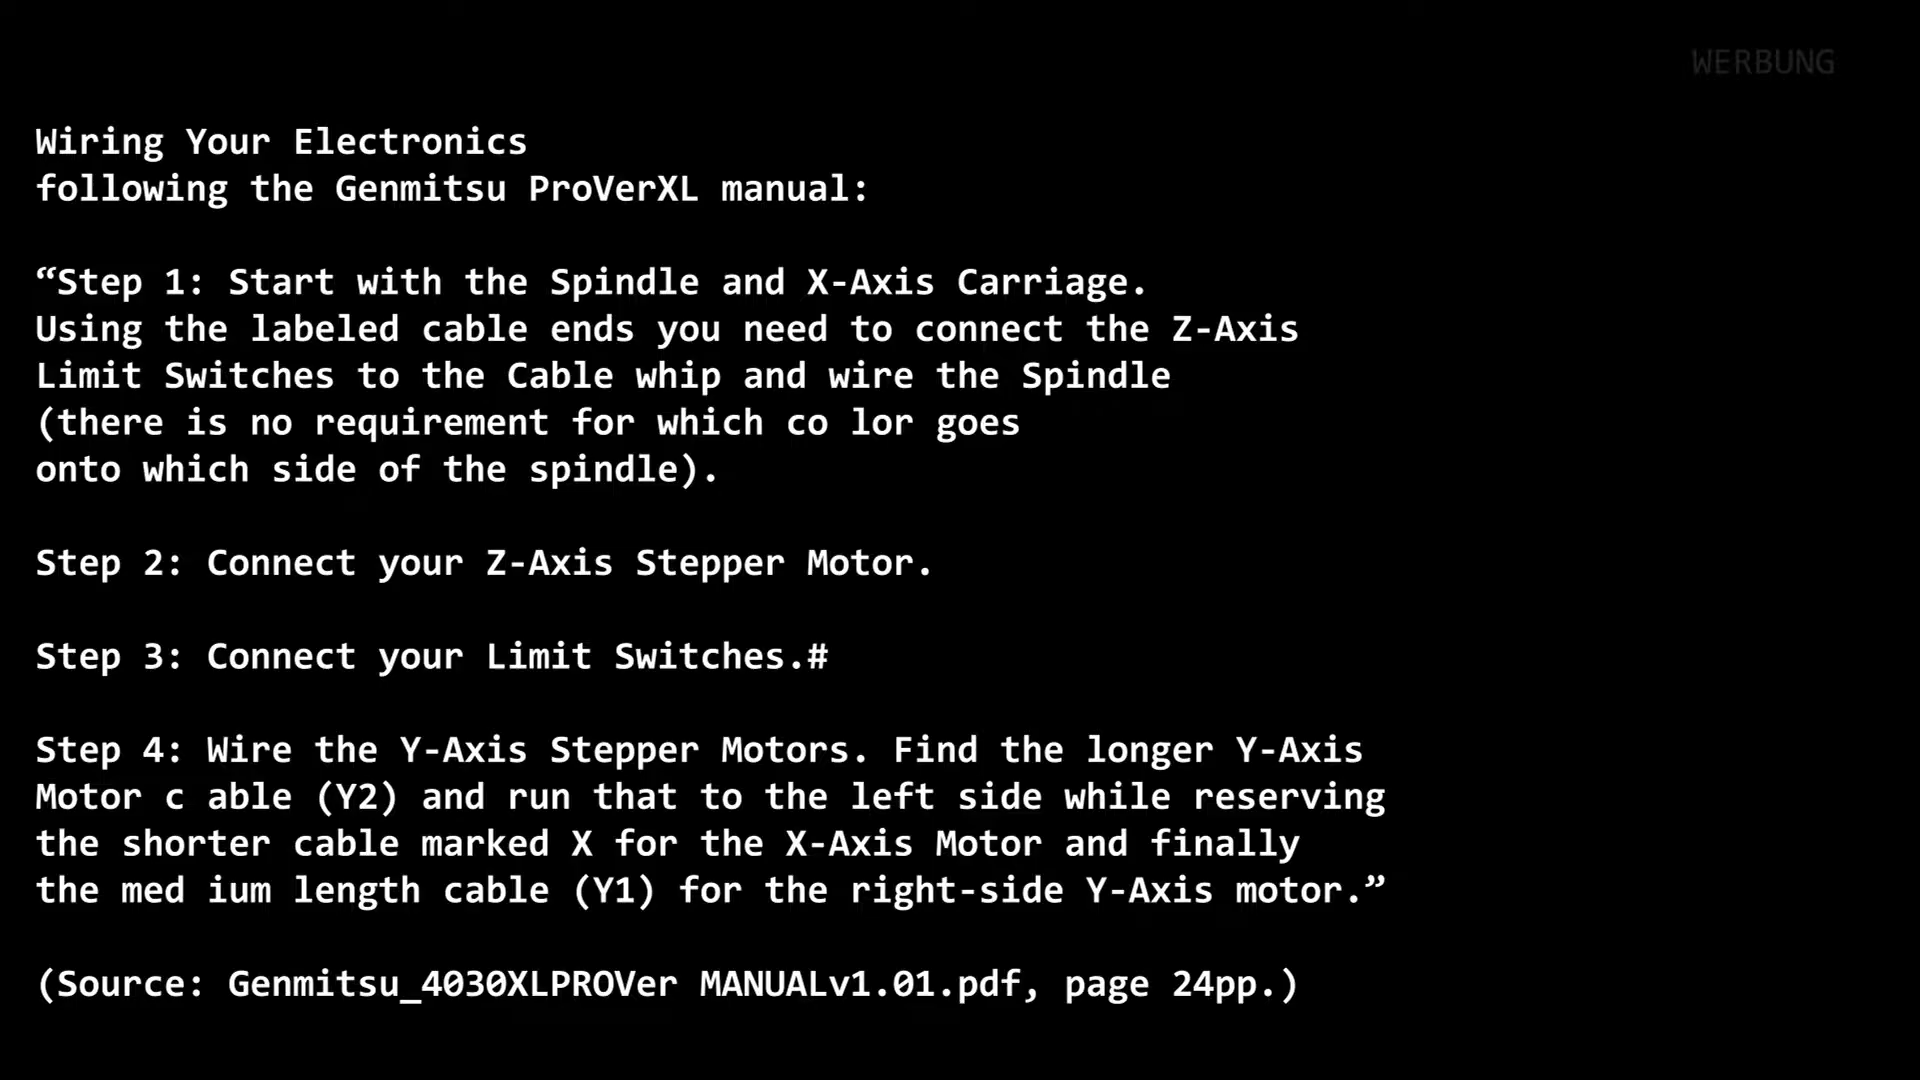 WERBUNG
Wiring Your Electronics
following the Genmitsu ProVerXL manual:
“Step 1: Start with the Spindle and X-Axis Carriage.
Using the labeled cable ends you need to connect the Z-Axis
Limit Switches to the Cable whip and wire the Spindle
(there is no requirement for which co lor goes
onto which side of the spindle).
Step 2: Connect your Z-Axis Stepper Motor.
Step 3: Connect your Limit Switches.#
Step 4: Wire the Y-Axis Stepper Motors. Find the longer Y-Axis
Motor c able (Y2) and run that to the left side while reserving
the shorter cable marked X for the X-Axis Motor and finally
the med ium length cable (Y1) for the right-side Y-Axis motor.”
(Source: Genmitsu_4030XLPROVer MANUALv1.01.pdf, page 24pp.)